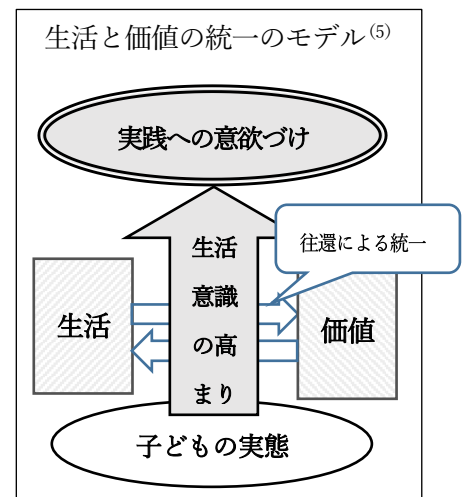 生活と価値の統一のモデル(5)
実践への意欲づけ
往還による統一
生活
意識
の高
まり
生活
価値
子どもの実態